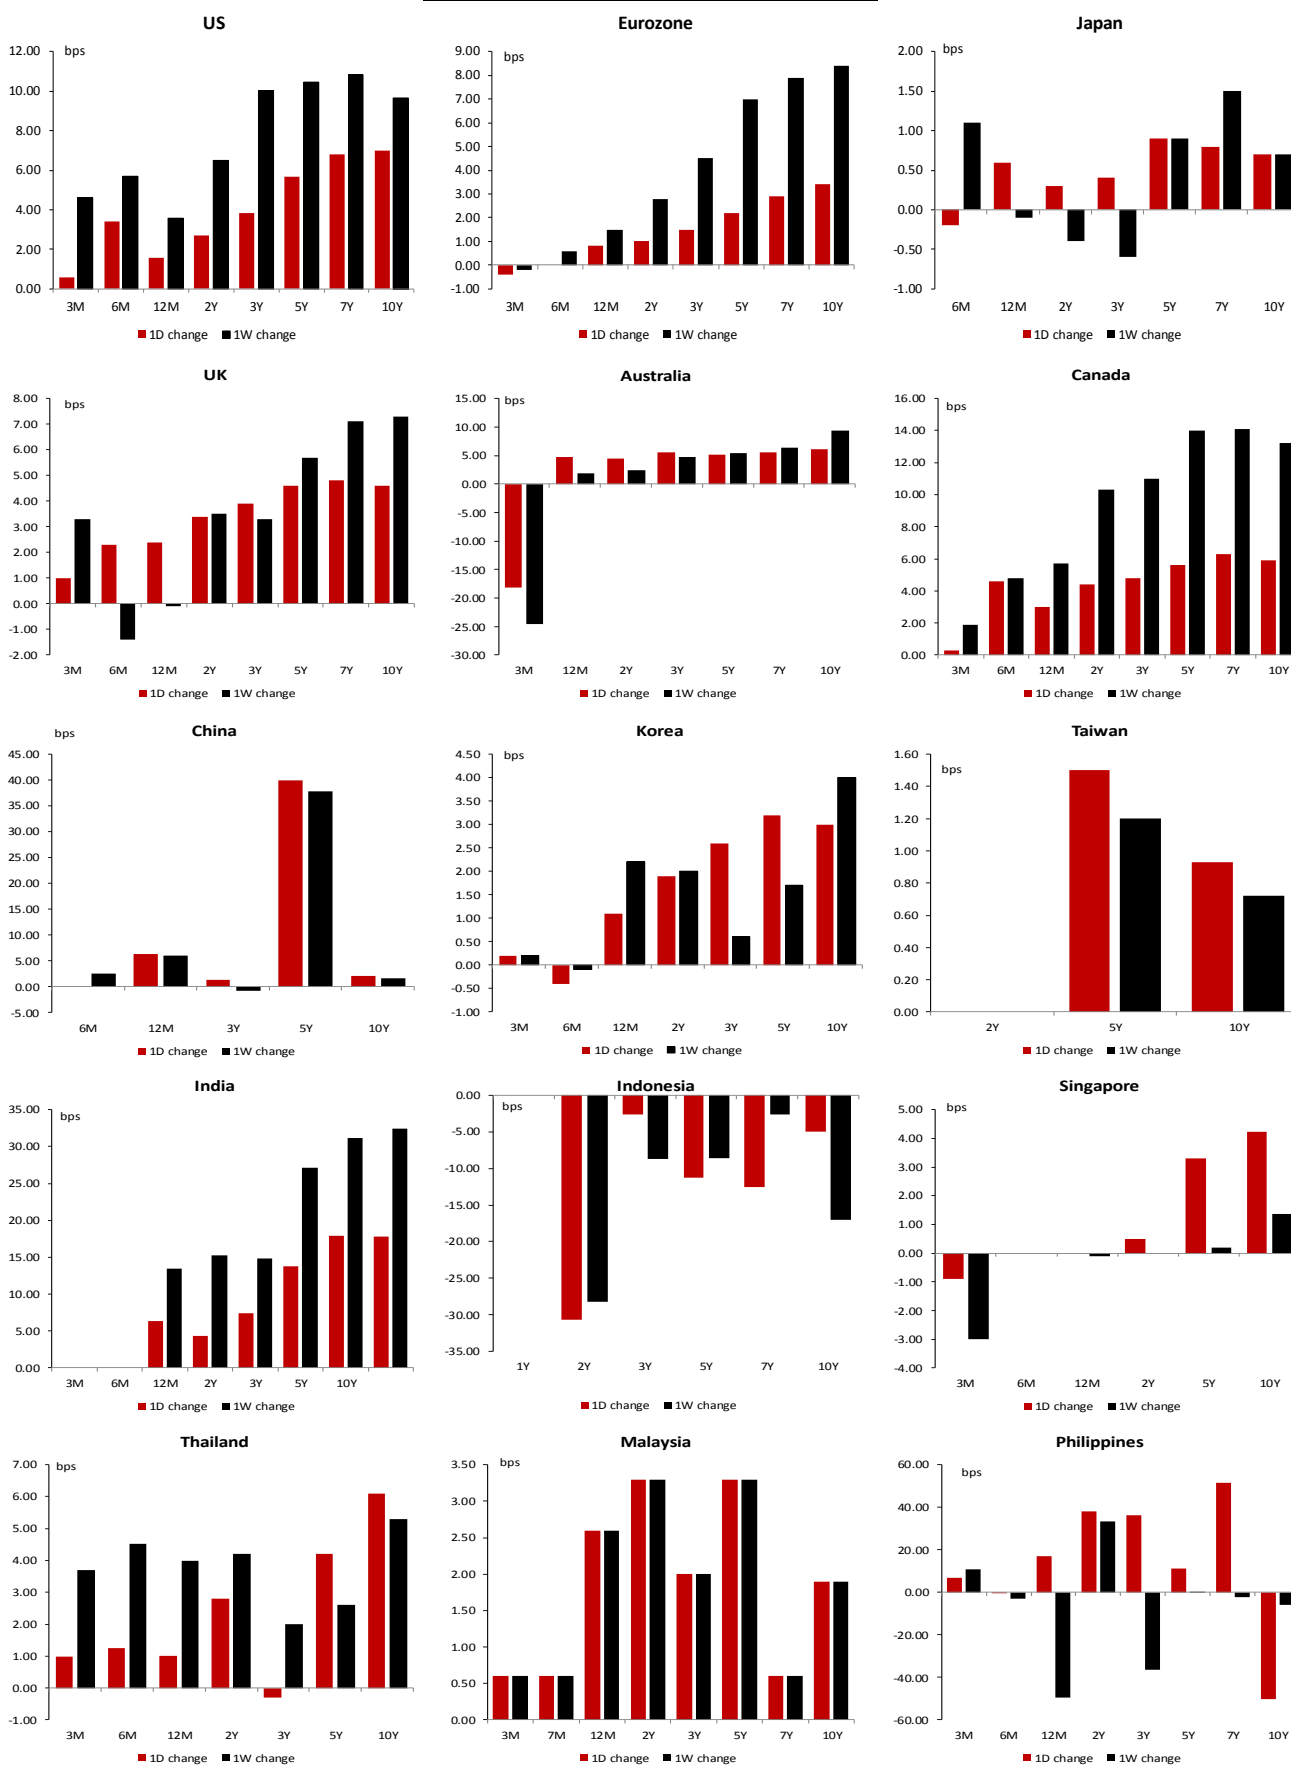 US
bps
12.00
10.00
8.00
6.00
4.00
2.00
0.00
3M 6M 12M 2Y 3Y 5Y 7Y 10Y
1D change 1W change
Eurozone
bps
9.00
8.00
7.00
6.00
5.00
4.00
3.00
2.00
1.00
0.00
-1.00
3M 6M 12M 2Y 3Y 5Y 7Y 10Y
1D change 1W change
Japan
bps
2.00
1.50
1.00
0.50
0.00
-0.50
-1.00
6M 12M 2Y 3Y 5Y 7Y 10Y
1D change 1W change
UK
bps
8.00
7.00
6.00
5.00
4.00
3.00
2.00
1.00
0.00
-1.00
-2.00
3M 6M 12M 2Y 3Y 5Y 7Y 10Y
1D change 1W change
Australia
bps
15.00
10.00
5.00
0.00
-5.00
-10.00
-15.00
-20.00
-25.00
-30.00
3M 12M 2Y 3Y 5Y 7Y 10Y
1D change 1W change
Canada
bps
16.00
14.00
12.00
10.00
8.00
6.00
4.00
2.00
0.00
3M 6M 12M 2Y 3Y 5Y 7Y 10Y
1D change 1W change
China
bps
45.00
40.00
35.00
30.00
25.00
20.00
15.00
10.00
5.00
0.00
-5.00
6M 12M 3Y 5Y 10Y
1D change 1W change
Korea
bps
4.50
4.00
3.50
3.00
2.50
2.00
1.50
1.00
0.50
0.00
-0.50
-1.00
3M 6M 12M 2Y 3Y 5Y 10Y
1D change 1W change
Taiwan
bps
1.60
1.40
1.20
1.00
0.80
0.60
0.40
0.20
0.00
2Y 5Y 10Y
1D change 1W change
India
bps
35.00
30.00
25.00
20.00
15.00
10.00
5.00
0.00
3M 6M 12M 2Y 3Y 5Y 10Y
1D change 1W change
Indonesia
bps
0.00
-5.00
-10.00
-15.00
-20.00
-25.00
-30.00
-35.00
1Y 2Y 3Y 5Y 7Y 10Y
1D change 1W change
Singapore
bps
5.00
4.00
3.00
2.00
1.00
0.00
-1.00
-2.00
-3.00
-4.00
3M 6M 12M 2Y 5Y 10Y
1D change 1W change
Thailand
bps
7.00
6.00
5.00
4.00
3.00
2.00
1.00
0.00
-1.00
3M 6M 12M 2Y 3Y 5Y 10Y
1D change 1W change
Malaysia
bps
3.50
3.00
2.50
2.00
1.50
1.00
0.50
0.00
3M 7M 12M 2Y 3Y 5Y 7Y 10Y
1D change 1W change
Philippines
bps
60.00
40.00
20.00
0.00
-20.00
-40.00
-60.00
3M 6M 12M 2Y 3Y 5Y 7Y 10Y
1D change 1W change